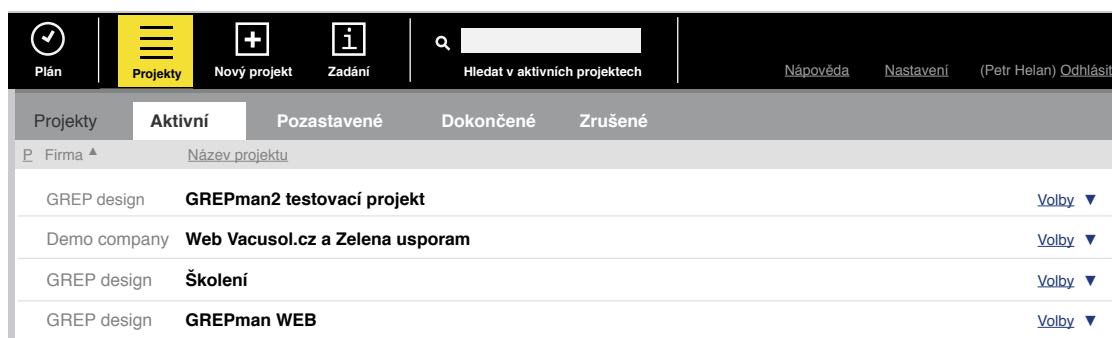 Plán Projekty Nový projekt Zadání Hledat v aktivních projektech Nápověda Nastavení (Petr Helan) Odhlásit
Projekty Aktivní Pozastavené Dokončené Zrušené
P Firma ▲ Název projektu
GREP design GREPman2 testovací projekt Volby ▼
Demo company Web Vacusol.cz a Zelena usporam Volby ▼
GREP design Školení Volby ▼
GREP design GREPman WEB Volby ▼